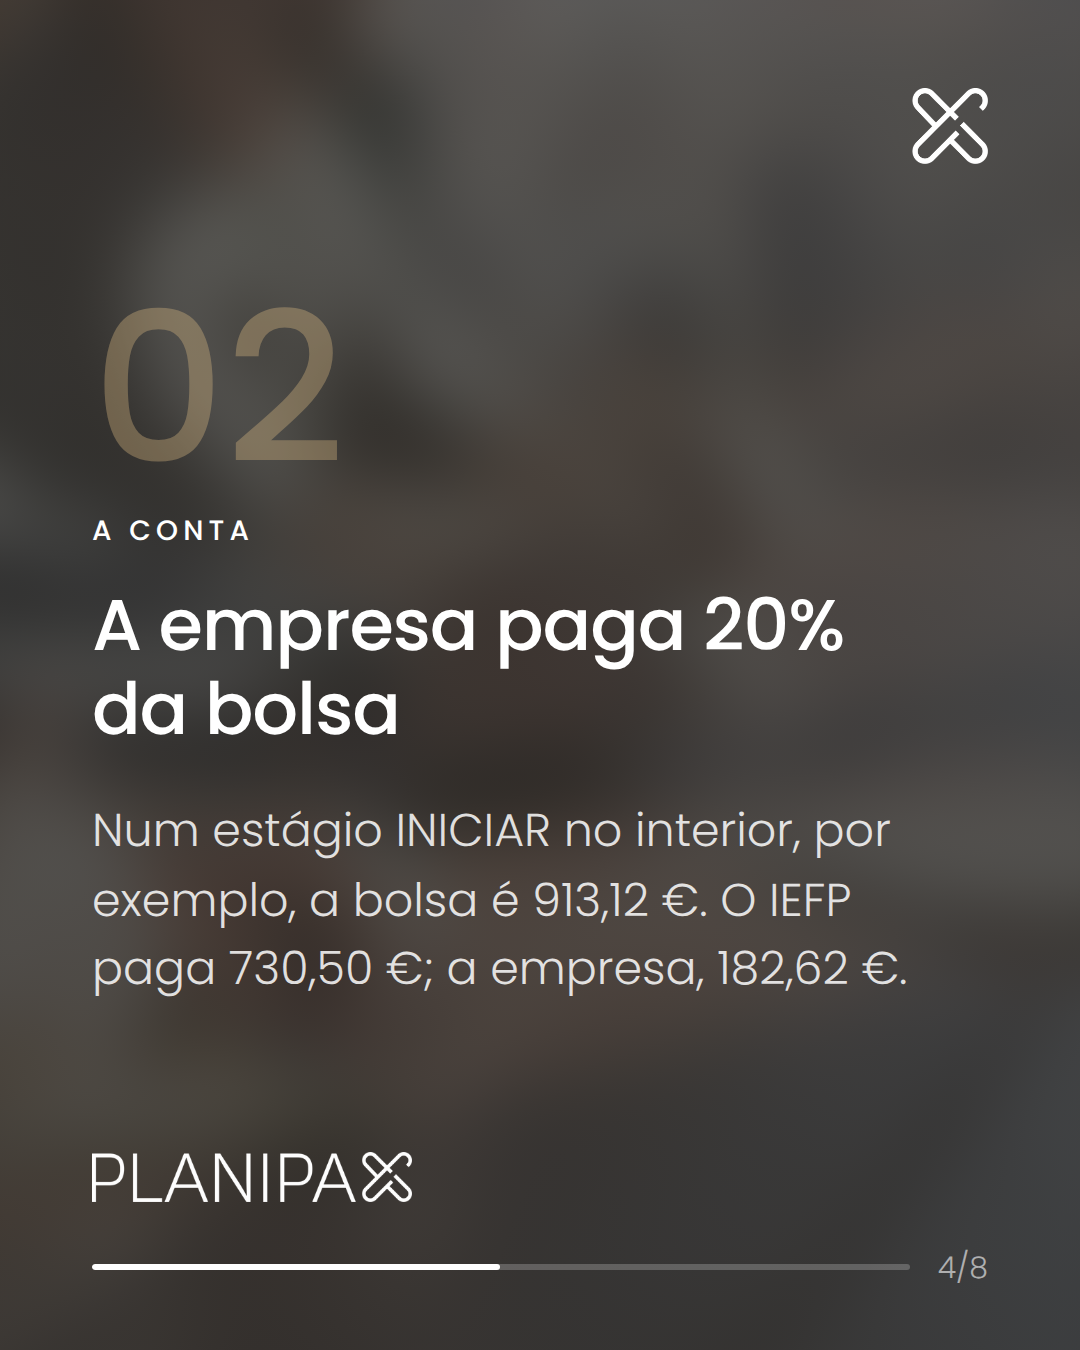 02
A CONTA
A empresa paga 20%
da bolsa
Num estágio INICIAR no interior, por
exemplo, a bolsa é 913,12 €. O IEFP
paga 730,50 €; a empresa, 182,62 €.
PLANIPAX
4/8